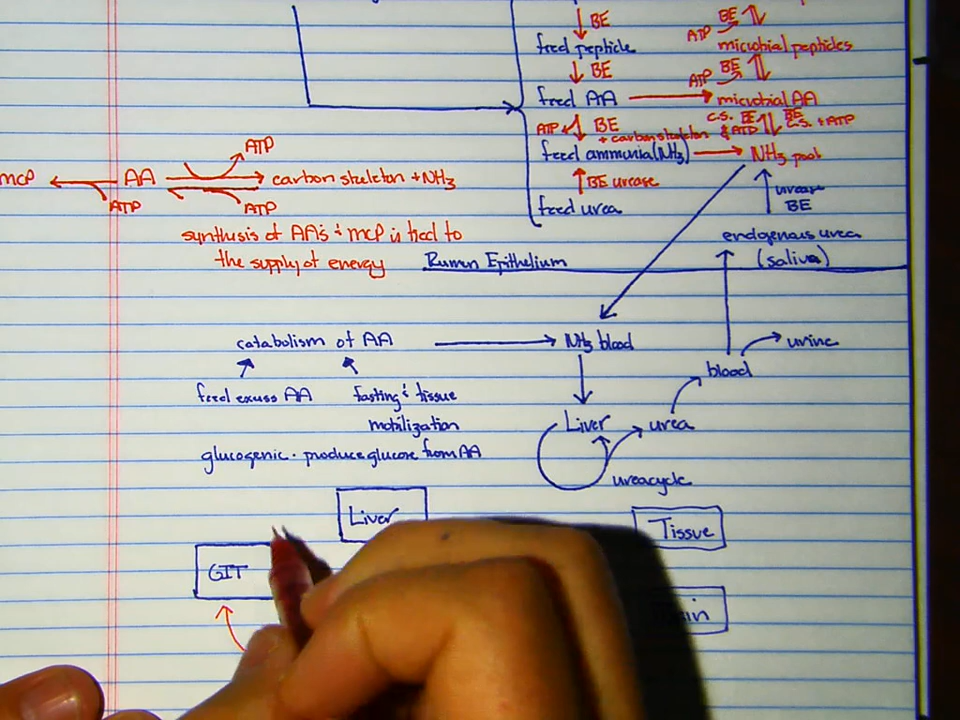 BE
BE
ATP
feed peptide
microbial peptides
BE
BE
ATP
feed AA
microbial AA
ATP
BE
C.S. BE
BE
+ carbon skeleton
& ATP
C.S. + ATP
feed ammonia (NH3)
NH3 pool
BE urease
urease
BE
feed urea
ATP
mcp
AA
carbon skeleton + NH3
ATP
ATP
synthesis of AA's & mcp is tied to
the supply of energy
Rumen Epithelium
endogenous urea
(saliva)
catabolism of AA
NH3 blood
urine
blood
feed exuss AA
fasting & tissue
mobilization
Liver
urea
glucogenic · produce glucose from AA
urea cycle
Liver
Tissue
GIT